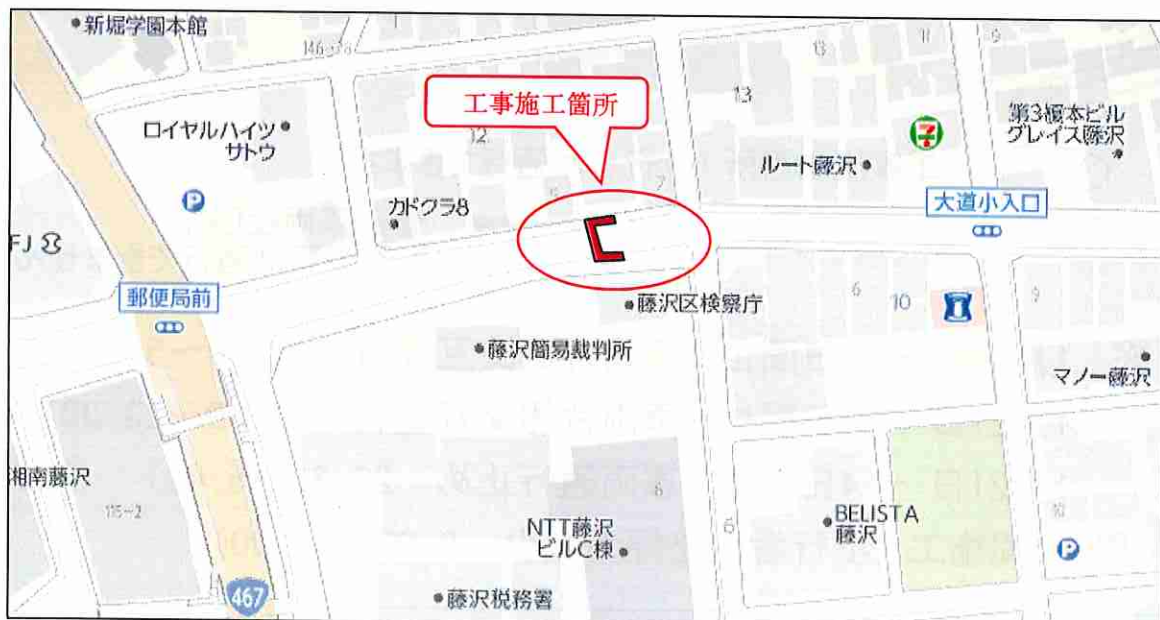 新堀学園本館
11
9
13
13
工事施工箇所
12
ロイヤルハイツ
サトウ
第3榎本ビル
グレイス藤沢
7
ルート藤沢
P
カドクラ8
5
7
大道小入口
FJ
郵便局前
藤沢区検察庁
6
10
9
藤沢簡易裁判所
マノー藤沢
湘南藤沢
115-2
8
6
BELISTA
藤沢
10
NTT藤沢
ビルC棟
P
467
藤沢税務署